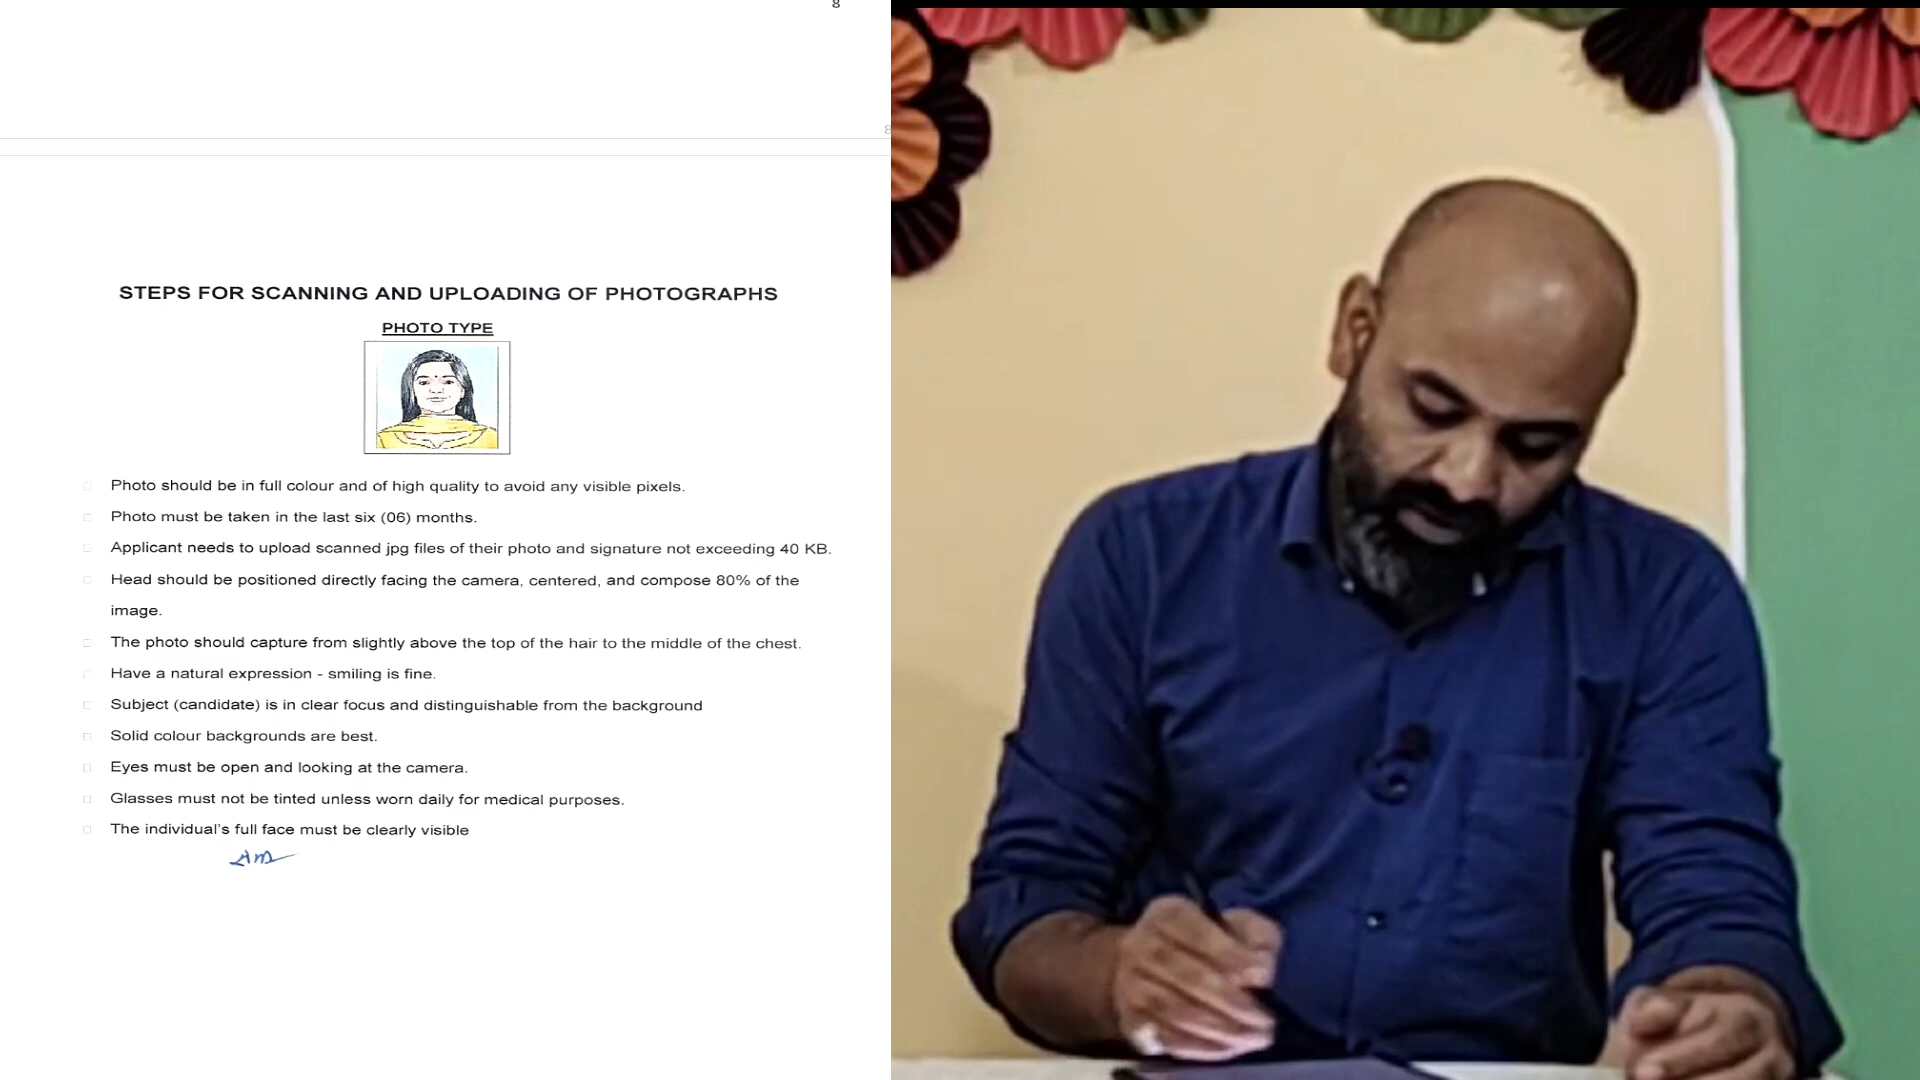 8
8
STEPS FOR SCANNING AND UPLOADING OF PHOTOGRAPHS
PHOTO TYPE
Photo should be in full colour and of high quality to avoid any visible pixels.
Photo must be taken in the last six (06) months.
Applicant needs to upload scanned jpg files of their photo and signature not exceeding 40 KB.
Head should be positioned directly facing the camera, centered, and compose 80% of the
image.
The photo should capture from slightly above the top of the hair to the middle of the chest.
Have a natural expression - smiling is fine.
Subject (candidate) is in clear focus and distinguishable from the background
Solid colour backgrounds are best.
Eyes must be open and looking at the camera.
Glasses must not be tinted unless worn daily for medical purposes.
The individual's full face must be clearly visible